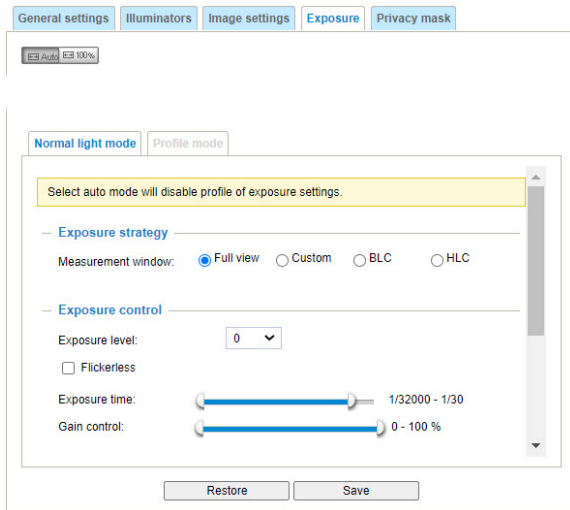 General settings Illuminators Image settings Exposure Privacy mask
Auto 100%
Normal light mode Profile mode
Select auto mode will disable profile of exposure settings.
Exposure strategy
Measurement window: Full view Custom BLC HLC
Exposure control
Exposure level: 0
Flickerless
Exposure time: 1/32000 - 1/30
Gain control: 0 - 100 %
Restore Save